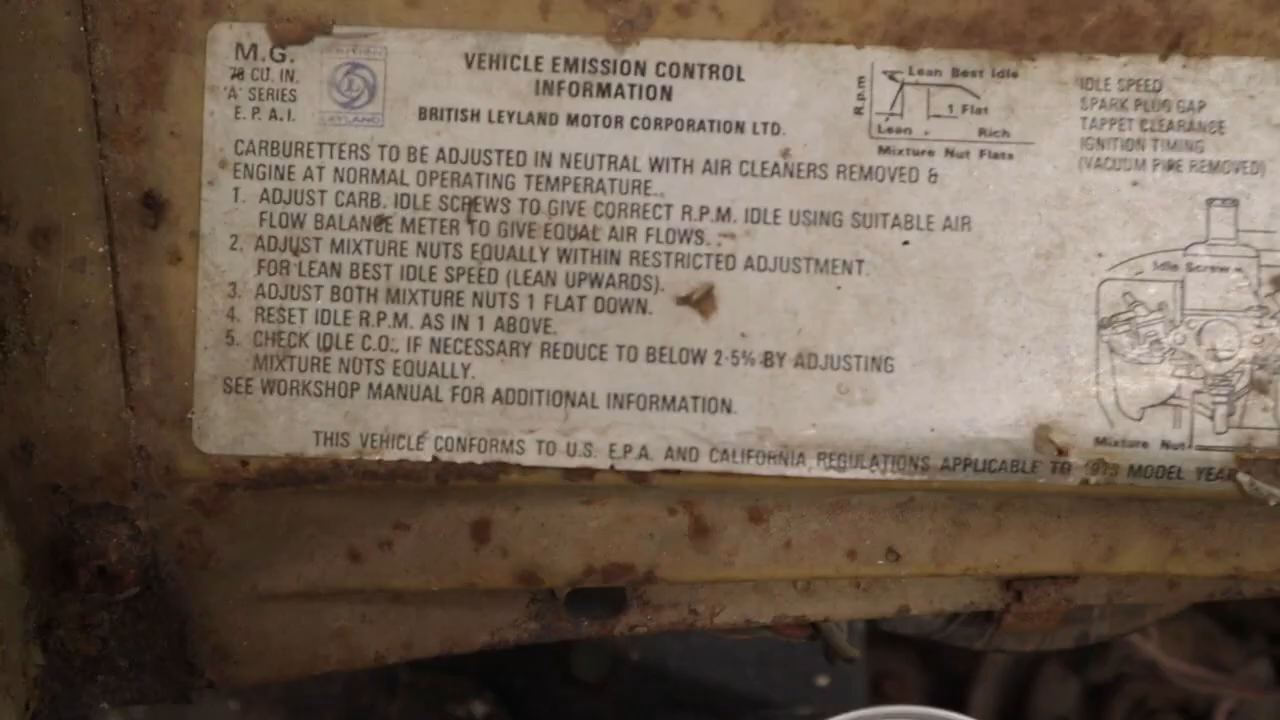 M.G.
78 CU. IN.
'A' SERIES
E. P. A. I.
BRITISH
L
LEYLAND
VEHICLE EMISSION CONTROL
INFORMATION
BRITISH LEYLAND MOTOR CORPORATION LTD.
R.p.m
Lean Best Idle
1 Flat
Lean
Rich
Mixture Nut Flats
IDLE SPEED
SPARK PLUG GAP
TAPPET CLEARANCE
IGNITION TIMING
(VACUUM PIPE REMOVED)
CARBURETTERS TO BE ADJUSTED IN NEUTRAL WITH AIR CLEANERS REMOVED &
ENGINE AT NORMAL OPERATING TEMPERATURE.
1. ADJUST CARB. IDLE SCREWS TO GIVE CORRECT R.P.M. IDLE USING SUITABLE AIR
FLOW BALANCE METER TO GIVE EQUAL AIR FLOWS.
2. ADJUST MIXTURE NUTS EQUALLY WITHIN RESTRICTED ADJUSTMENT.
FOR LEAN BEST IDLE SPEED (LEAN UPWARDS).
3. ADJUST BOTH MIXTURE NUTS 1 FLAT DOWN.
4. RESET IDLE R.P.M. AS IN 1 ABOVE.
5. CHECK IDLE C.O., IF NECESSARY REDUCE TO BELOW 2·5% BY ADJUSTING
MIXTURE NUTS EQUALLY.
SEE WORKSHOP MANUAL FOR ADDITIONAL INFORMATION.
Idle Screw
Mixture Nut
THIS VEHICLE CONFORMS TO U.S. E.P.A. AND CALIFORNIA REGULATIONS APPLICABLE TO 1973 MODEL YEAR